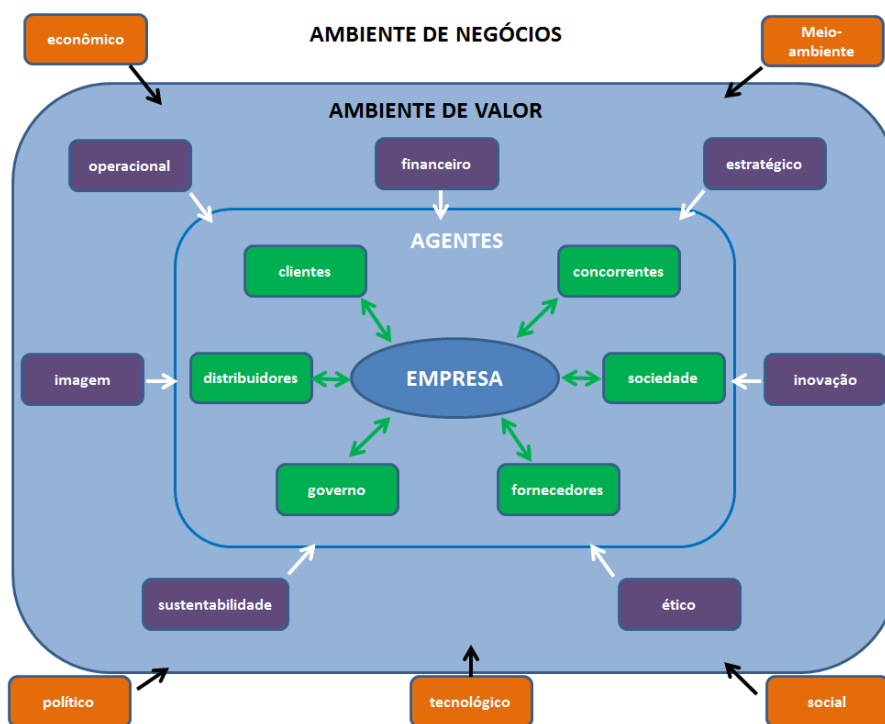 econômico
AMBIENTE DE NEGÓCIOS
Meio-
ambiente
AMBIENTE DE VALOR
operacional
financeiro
estratégico
AGENTES
clientes
concorrentes
imagem
distribuidores
EMPRESA
sociedade
inovação
governo
fornecedores
sustentabilidade
ético
político
tecnológico
social